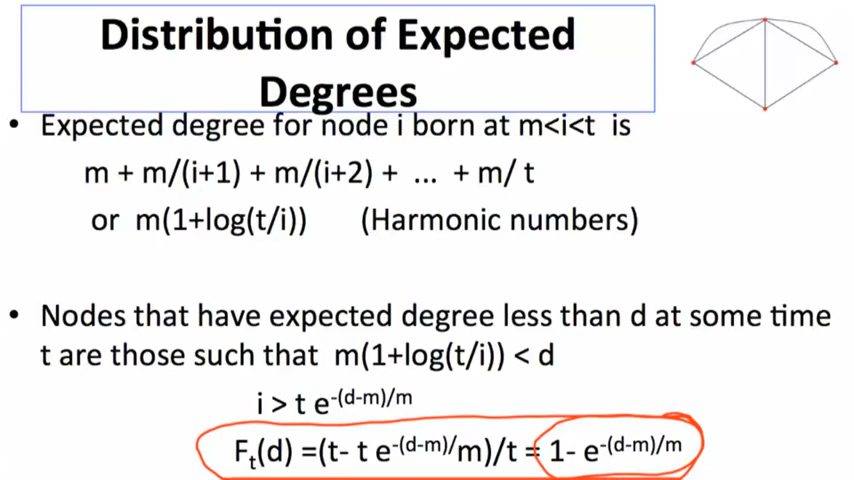 Distribution of Expected
Degrees
• Expected degree for node i born at m<i<t is
m + m/(i+1) + m/(i+2) + ... + m/ t
or m(1+log(t/i)) (Harmonic numbers)
• Nodes that have expected degree less than d at some time
t are those such that m(1+log(t/i)) < d
i > t e⁻⁽ᵈ⁻ᵐ⁾/ᵐ
Fₜ(d) =(t- t e⁻⁽ᵈ⁻ᵐ⁾/m)/t = 1- e⁻⁽ᵈ⁻ᵐ⁾/ᵐ